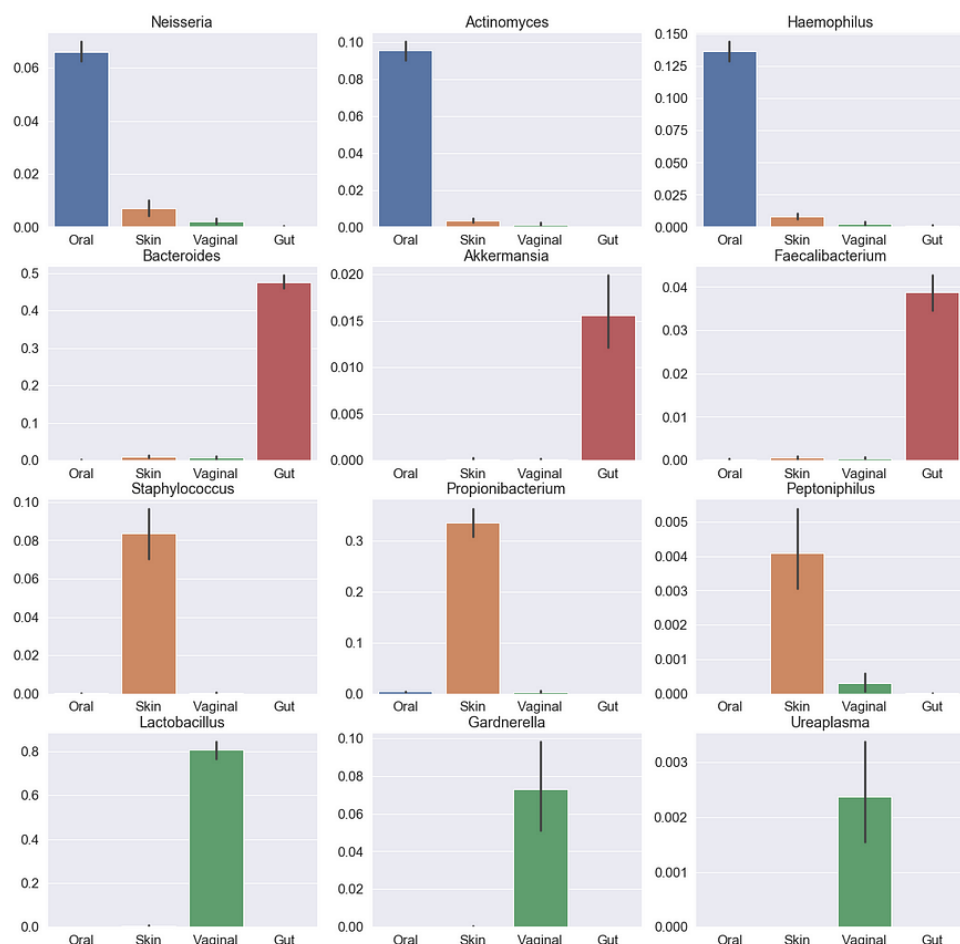 Neisseria Actinomyces Haemophilus
0.06 0.04 0.02 0.00
0.10 0.08 0.06 0.04 0.02 0.00
0.150 0.125 0.100 0.075 0.050 0.025 0.000
Oral Skin Vaginal Gut Oral Skin Vaginal Gut Oral Skin Vaginal Gut
Bacteroides Akkermansia Faecalibacterium
0.5 0.4 0.3 0.2 0.1 0.0
0.020 0.015 0.010 0.005 0.000
0.04 0.03 0.02 0.01 0.00
Oral Skin Vaginal Gut Oral Skin Vaginal Gut Oral Skin Vaginal Gut
Staphylococcus Propionibacterium Peptoniphilus
0.10 0.08 0.06 0.04 0.02 0.00
0.3 0.2 0.1 0.0
0.005 0.004 0.003 0.002 0.001 0.000
Oral Skin Vaginal Gut Oral Skin Vaginal Gut Oral Skin Vaginal Gut
Lactobacillus Gardnerella Ureaplasma
0.8 0.6 0.4 0.2 0.0
0.10 0.08 0.06 0.04 0.02 0.00
0.003 0.002 0.001 0.000
Oral Skin Vaginal Gut Oral Skin Vaginal Gut Oral Skin Vaginal Gut